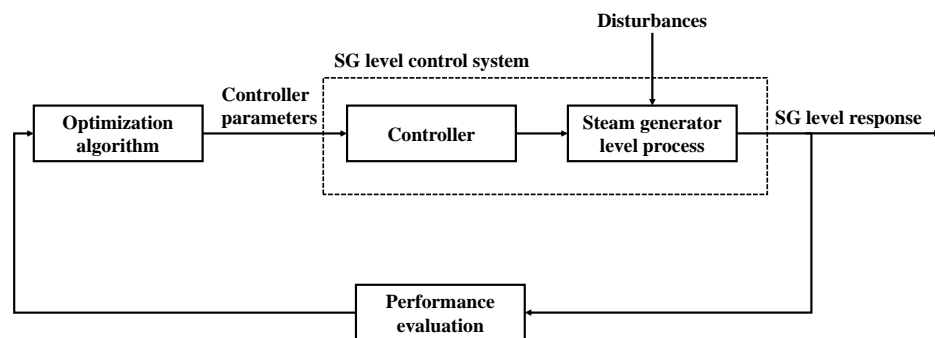 Disturbances
SG level control system
Controller
parameters
Optimization
algorithm
Controller
Steam generator
level process
SG level response
Performance
evaluation